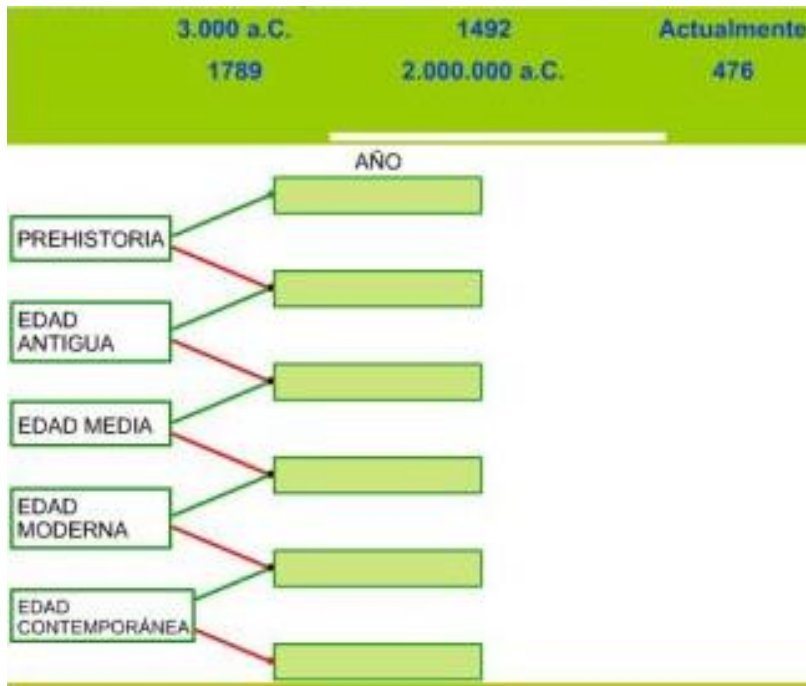 3.000 a.C. 1492 Actualmente
1789 2.000.000 a.C. 476
AÑO
PREHISTORIA
EDAD
ANTIGUA
EDAD MEDIA
EDAD
MODERNA
EDAD
CONTEMPORÁNEA